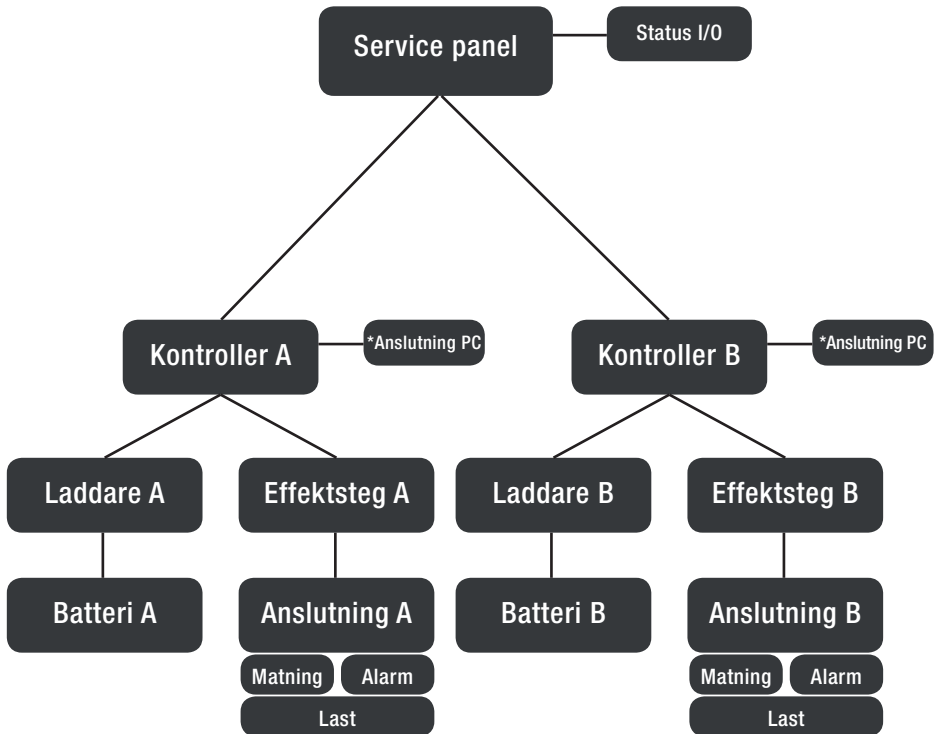 Service panel
Status I/O
Kontroller A
*Anslutning PC
Kontroller B
*Anslutning PC
Laddare A
Effektsteg A
Laddare B
Effektsteg B
Batteri A
Anslutning A
Batteri B
Anslutning B
Matning
Alarm
Matning
Alarm
Last
Last